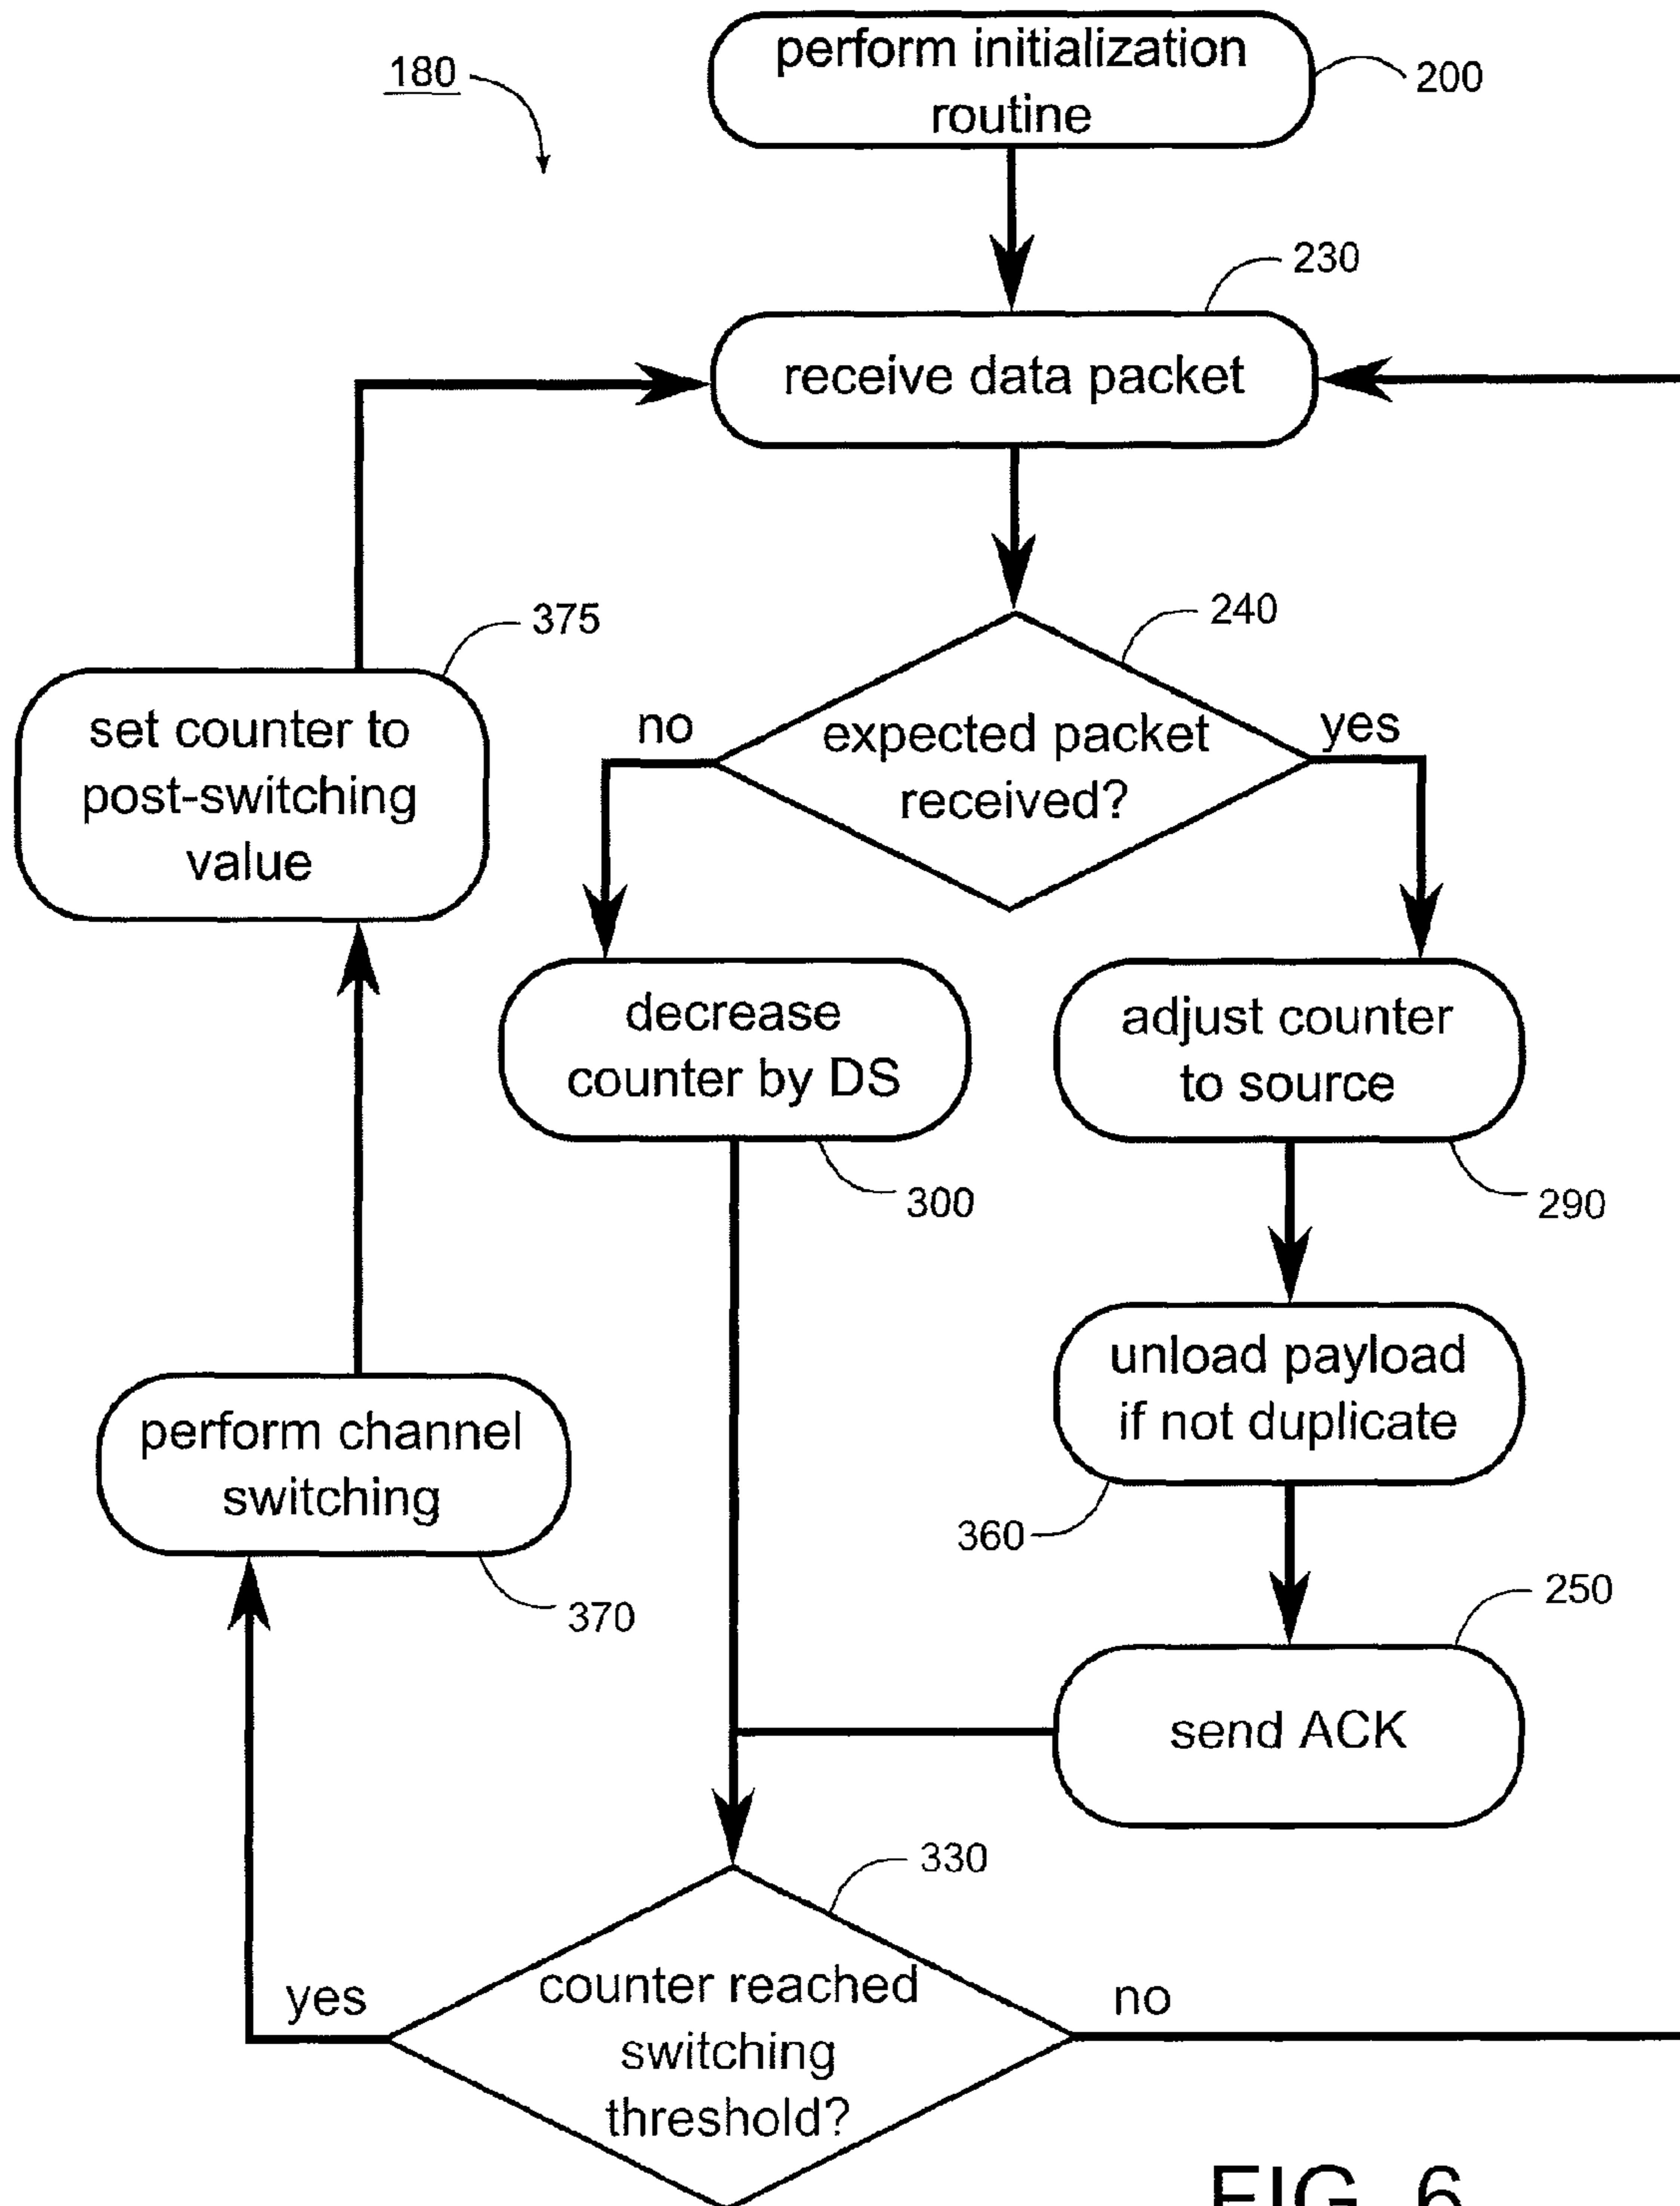 180
perform initialization
routine
200
230
receive data packet
240
375
set counter to
post-switching
value
no
expected packet
received?
yes
decrease
counter by DS
300
adjust counter
to source
290
unload payload
if not duplicate
360
perform channel
switching
370
250
send ACK
330
yes
counter reached
switching
threshold?
no
FIG. 6